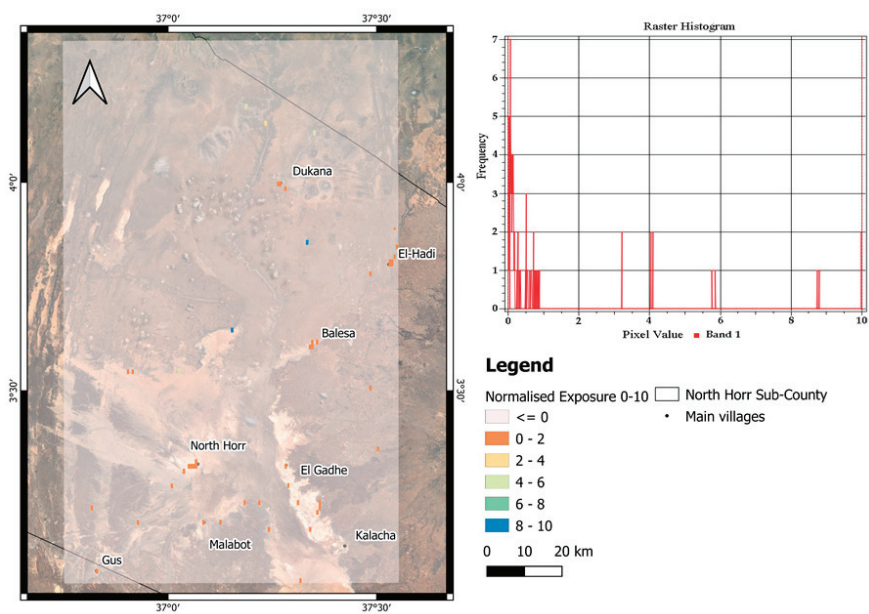 37°0' 37°30'
Dukana
4°0' 4°0'
El-Hadi
Balesa
3°30' 3°30'
North Horr
El Gadhe
Malabot
Kalacha
Gus
37°0' 37°30'
Raster Histogram
7
6
5
4
3
2
1
0
Frequency
0 2 4 6 8 10
Pixel Value Band 1
Legend
Normalised Exposure 0-10
<= 0
0 - 2
2 - 4
4 - 6
6 - 8
8 - 10
North Horr Sub-County
Main villages
0 10 20 km